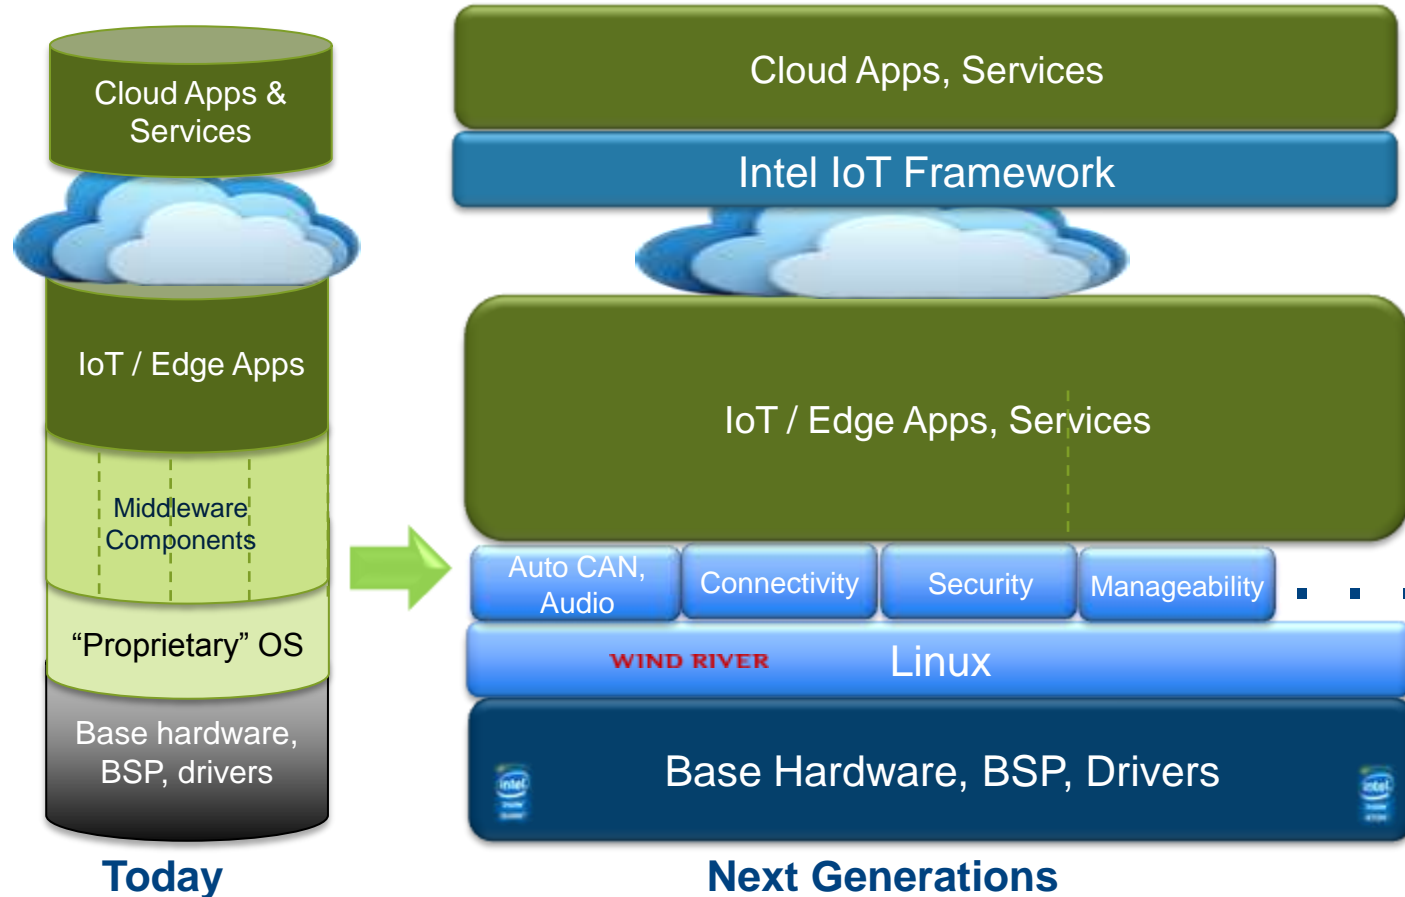 Cloud Apps &
Services
IoT / Edge Apps
Middleware
Components
“Proprietary” OS
Base hardware,
BSP, drivers
Today
Cloud Apps, Services
Intel IoT Framework
IoT / Edge Apps, Services
Auto CAN,
Audio
Connectivity
Security
Manageability
WIND RIVER
Linux
Base Hardware, BSP, Drivers
intel
intel
Next Generations